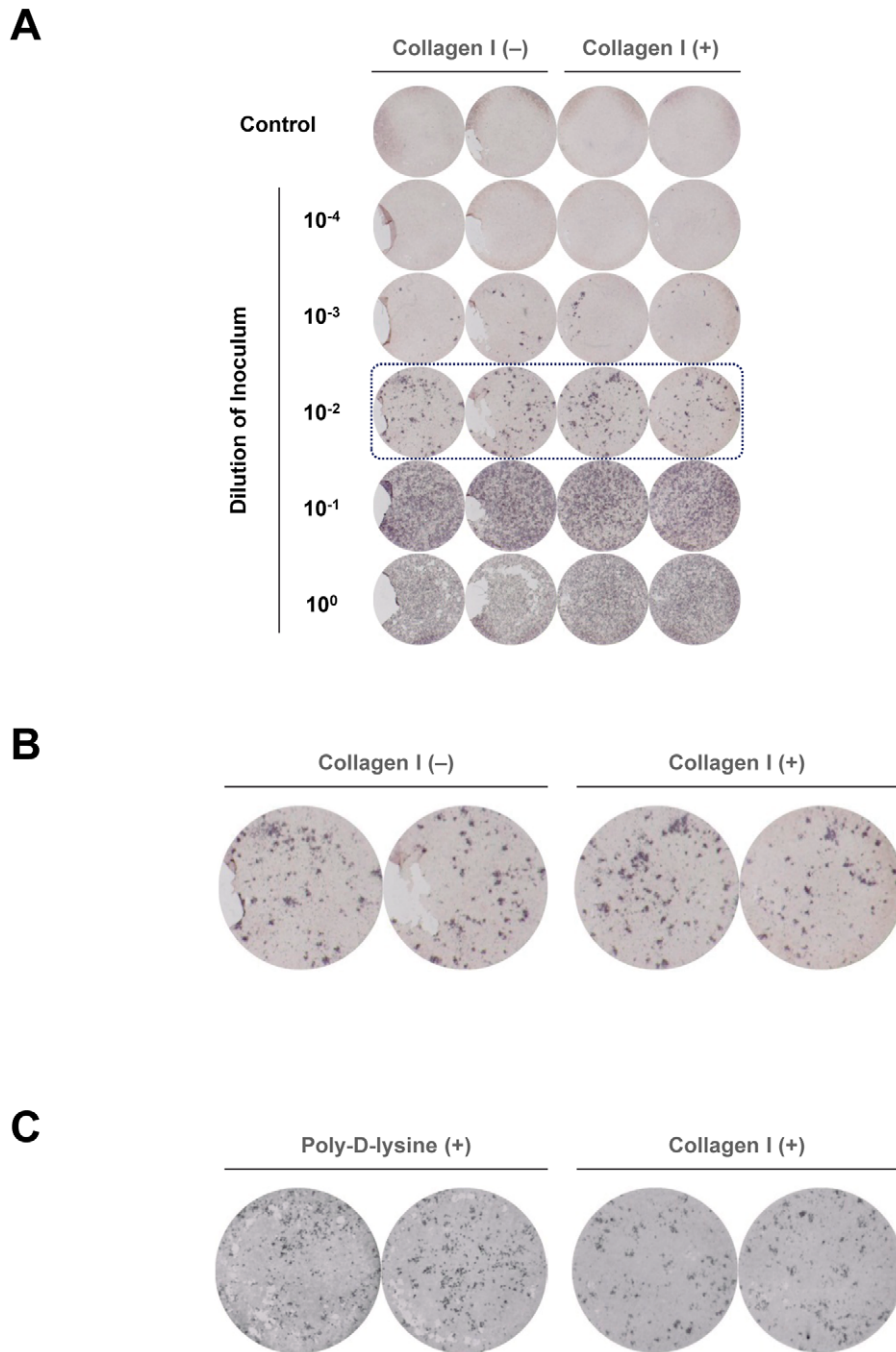 A
Collagen I (–) Collagen I (+)
Control
10⁻⁴
10⁻³
10⁻²
10⁻¹
10⁰
Dilution of Inoculum
B
Collagen I (–) Collagen I (+)
C
Poly-D-lysine (+) Collagen I (+)